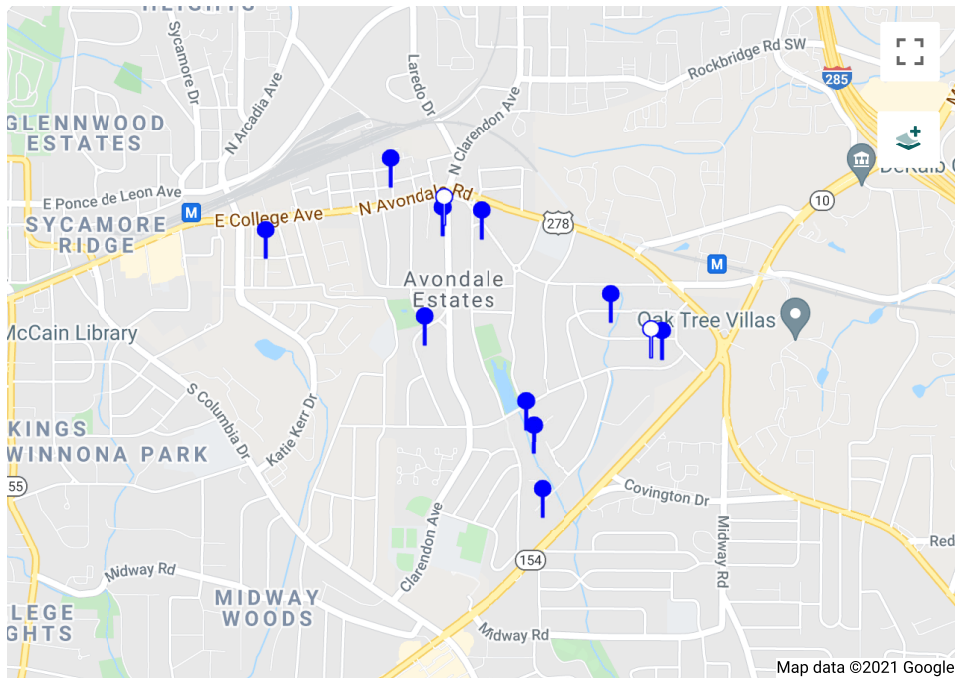 HEIGHTS
Sycamore Dr
N Arcadia Ave
Laredo Dr
N Clarendon Ave
Rockbridge Rd SW
285
GLENNWOOD
ESTATES
DeKalb C
E Ponce de Leon Ave
M
N Avondale Rd
E College Ave
10
278
SYCAMORE
RIDGE
M
Avondale
Estates
Oak Tree Villas
McCain Library
S Columbia Dr
Katie Kerr Dr
KINGS
WINNONA PARK
55
Covington Dr
Clarendon Ave
Midway Rd
154
Red
Midway Rd
MIDWAY
WOODS
LLEGE
GHTS
Midway Rd
Map data ©2021 Google